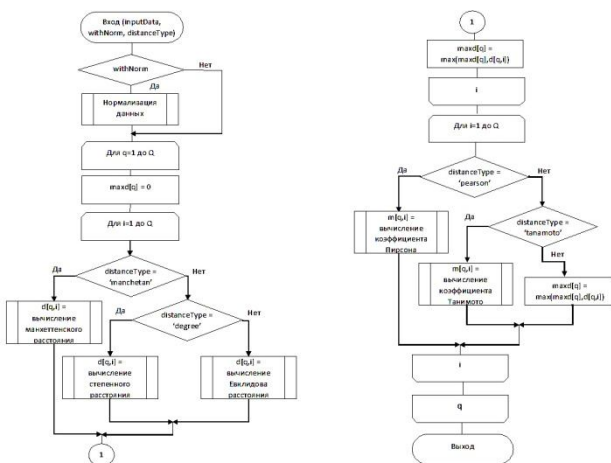 Вход (inputData,
withNorm, distanceType)
withNorm
Нет
Да
Нормализация
данных
Для q=1 до Q
maxd[q] = 0
Для i=1 до Q
Да
distanceType =
'manchetan'
Нет
d[q,i] =
вычисление
манхеттенского
расстояния
Да
distanceType =
'degree'
Нет
d[q,i] =
вычисление
степенного
расстояния
d[q,i] =
вычисление
Евклидова
расстояния
1
1
maxd[q] =
max(maxd[q],d[q,i])
i
Для i=1 до Q
Да
distanceType =
'pearson'
Нет
m[q,i] =
вычисление
коэффициента
Пирсона
Да
distanceType =
'tanamoto'
Нет
m[q,i] =
вычисление
коэффициента
Танимото
maxd[q] =
max(maxd[q],d[q,i])
i
q
Выход